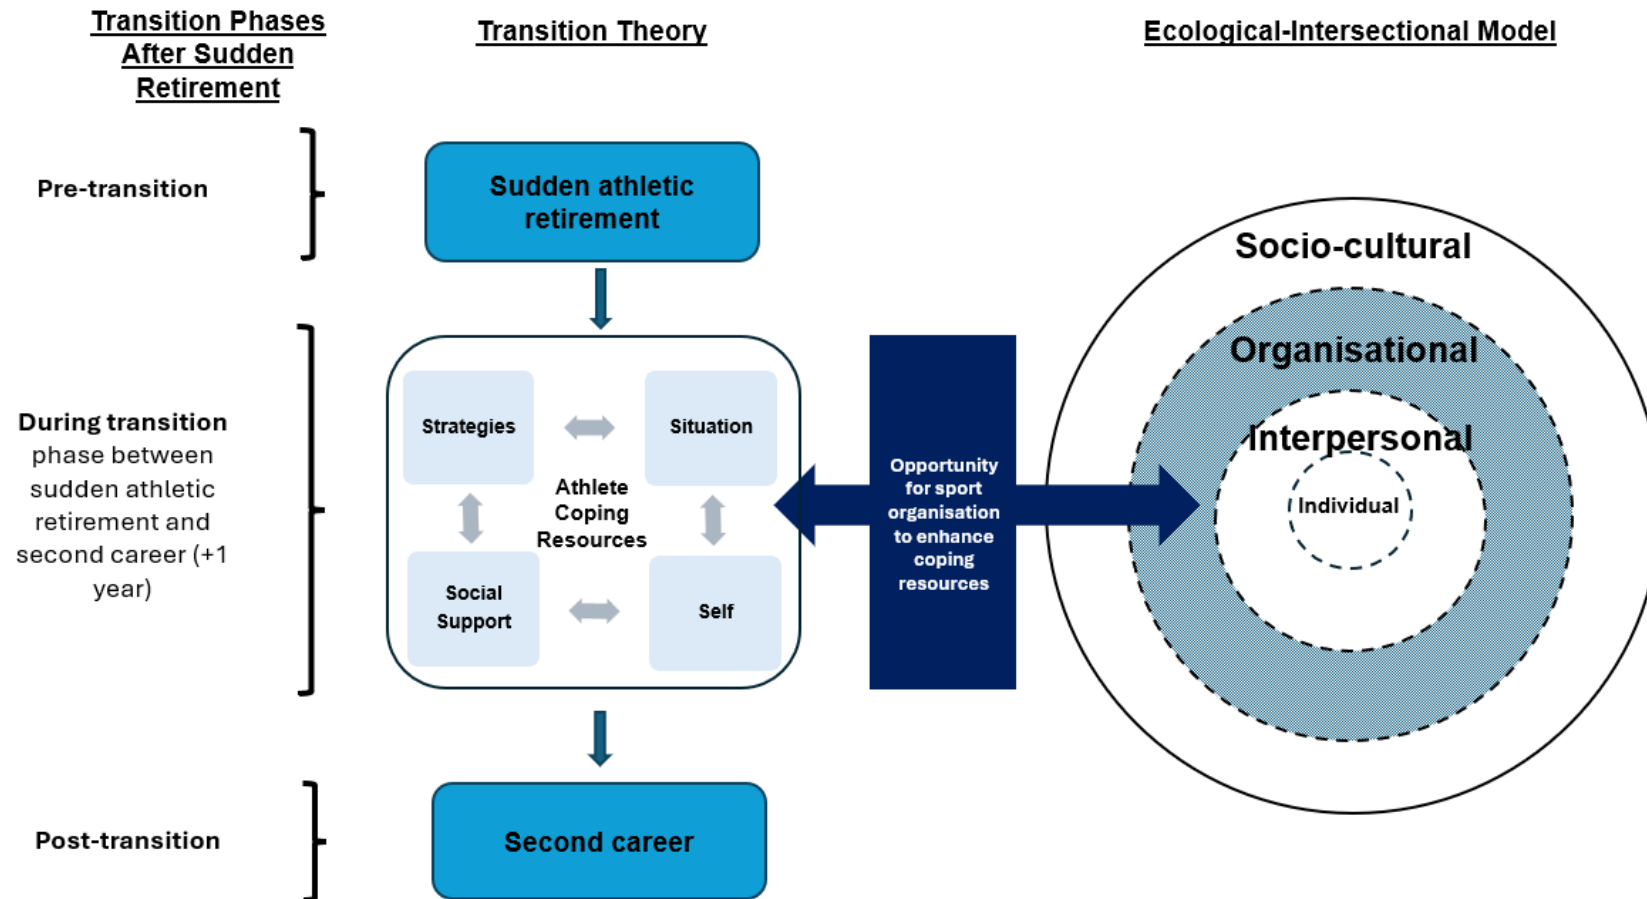 Transition Phases
After Sudden
Retirement
Transition Theory
Ecological-Intersectional Model
Pre-transition
Sudden athletic
retirement
During transition
phase between
sudden athletic
retirement and
second career (+1
year)
Strategies
Situation
Athlete
Coping
Resources
Social
Support
Self
Opportunity
for sport
organisation
to enhance
coping
resources
Socio-cultural
Organisational
Interpersonal
Individual
Post-transition
Second career